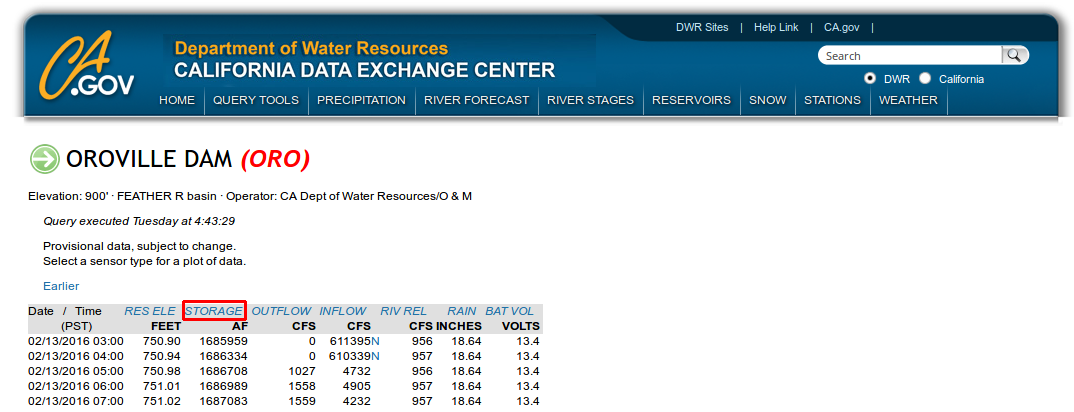 DWR Sites | Help Link | CA.gov |
CA.GOV
Department of Water Resources
CALIFORNIA DATA EXCHANGE CENTER
Search
DWR California
HOME QUERY TOOLS PRECIPITATION RIVER FORECAST RIVER STAGES RESERVOIRS SNOW STATIONS WEATHER
OROVILLE DAM (ORO)
Elevation: 900' · FEATHER R basin · Operator: CA Dept of Water Resources/O & M
Query executed Tuesday at 4:43:29
Provisional data, subject to change.
Select a sensor type for a plot of data.
Earlier
Date / Time RES ELE STORAGE OUTFLOW INFLOW RIV REL RAIN BAT VOL
(PST) FEET AF CFS CFS CFS INCHES VOLTS
02/13/2016 03:00 750.90 1685959 0 611395N 956 18.64 13.4
02/13/2016 04:00 750.94 1686334 0 610339N 957 18.64 13.4
02/13/2016 05:00 750.98 1686708 1027 4732 956 18.64 13.4
02/13/2016 06:00 751.01 1686989 1558 4905 957 18.64 13.4
02/13/2016 07:00 751.02 1687083 1559 4232 957 18.64 13.4